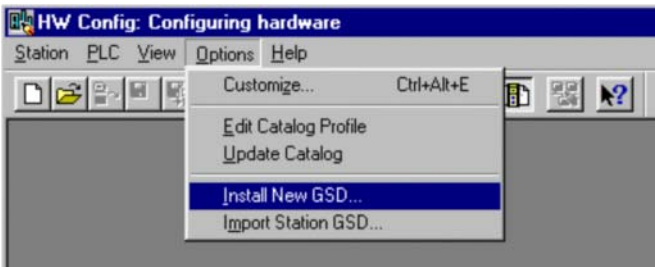 HW Config: Configuring hardware
Station PLC View Options Help
Customize... Ctrl+Alt+E
Edit Catalog Profile
Update Catalog
Install New GSD...
Import Station GSD...